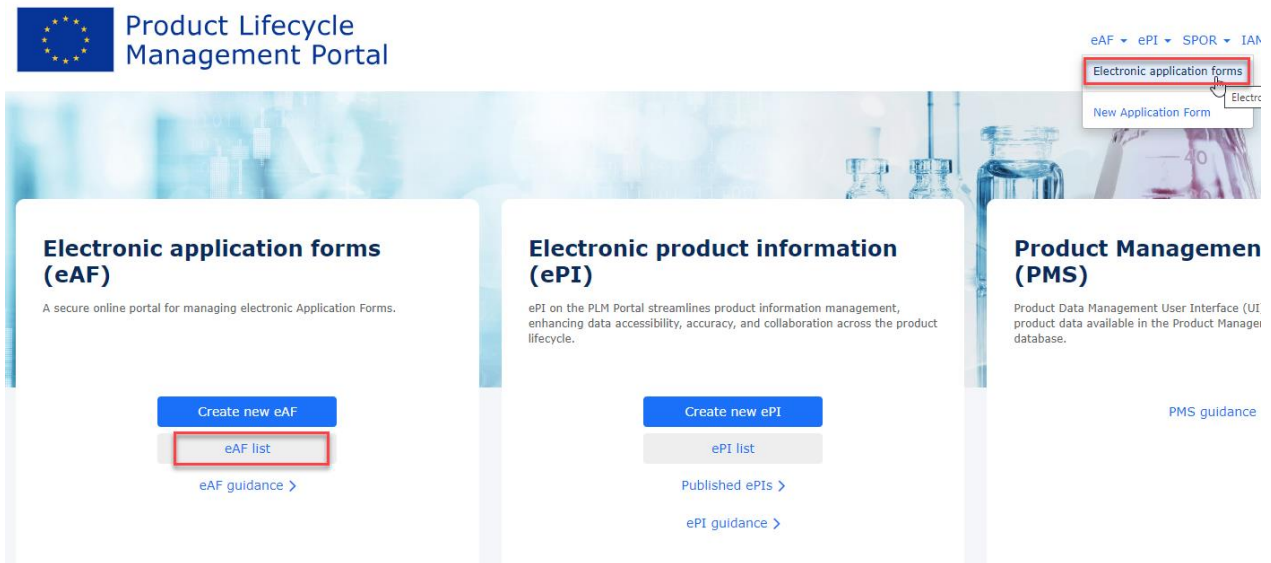 Product Lifecycle
Management Portal
eAF ePI SPOR IAM
Electronic application forms
Electro
New Application Form
40
Electronic application forms
(eAF)
A secure online portal for managing electronic Application Forms.
Create new eAF
eAF list
eAF guidance >
Electronic product information
(ePI)
ePI on the PLM Portal streamlines product information management,
enhancing data accessibility, accuracy, and collaboration across the product
lifecycle.
Create new ePI
ePI list
Published ePIs >
ePI guidance >
Product Managemen
(PMS)
Product Data Management User Interface (UI
product data available in the Product Manage
database.
PMS guidance